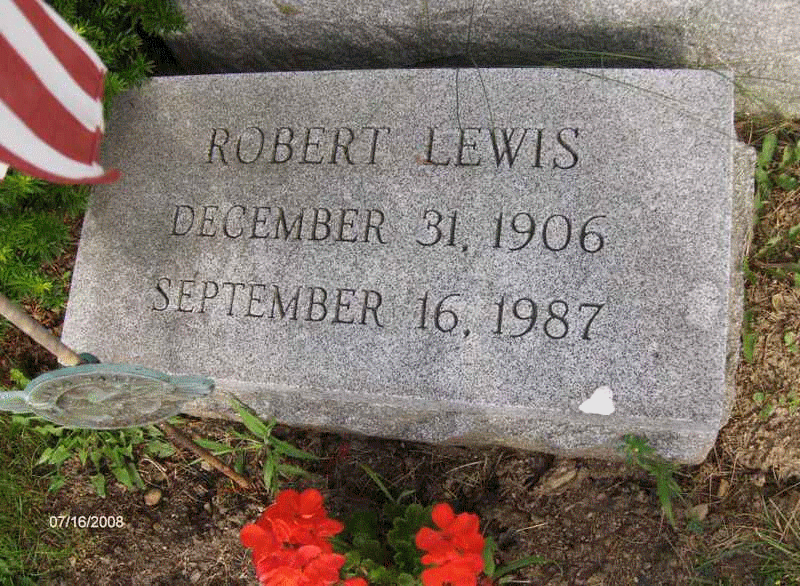 ROBERT LEWIS
DECEMBER 31, 1906
SEPTEMBER 16, 1987
07/16/2008